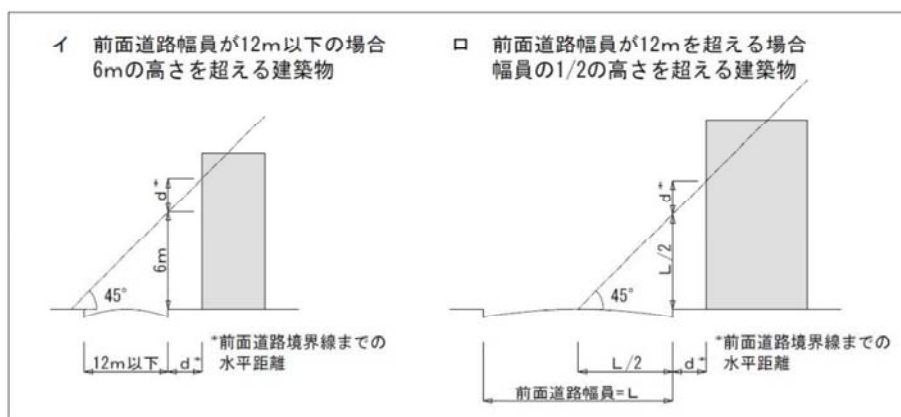 イ 前面道路幅員が12m以下の場合
6mの高さを超える建築物
d*
6m
45°
12m以下
d*
*前面道路境界線までの
水平距離
ロ 前面道路幅員が12mを超える場合
幅員の1/2の高さを超える建築物
d*
L/2
45°
L/2
d*
前面道路幅員=L
*前面道路境界線までの
水平距離